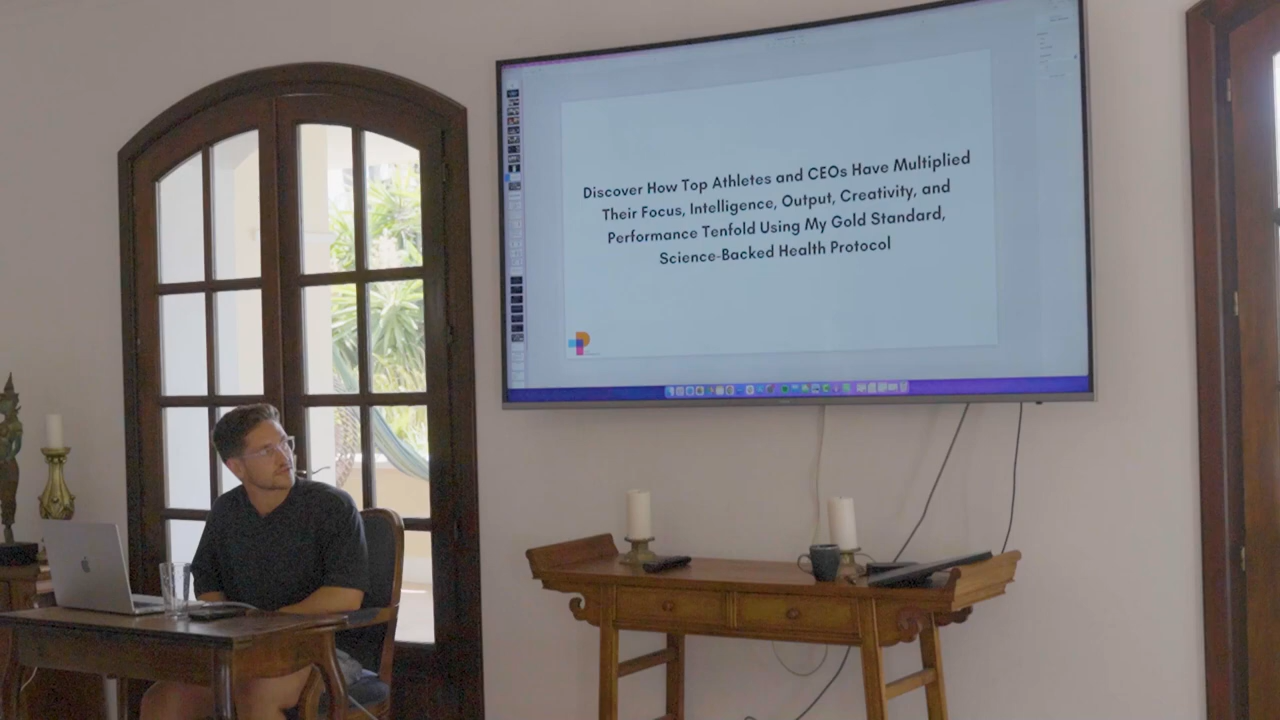 Discover How Top Athletes and CEOs Have Multiplied
Their Focus, Intelligence, Output, Creativity, and
Performance Tenfold Using My Gold Standard,
Science-Backed Health Protocol